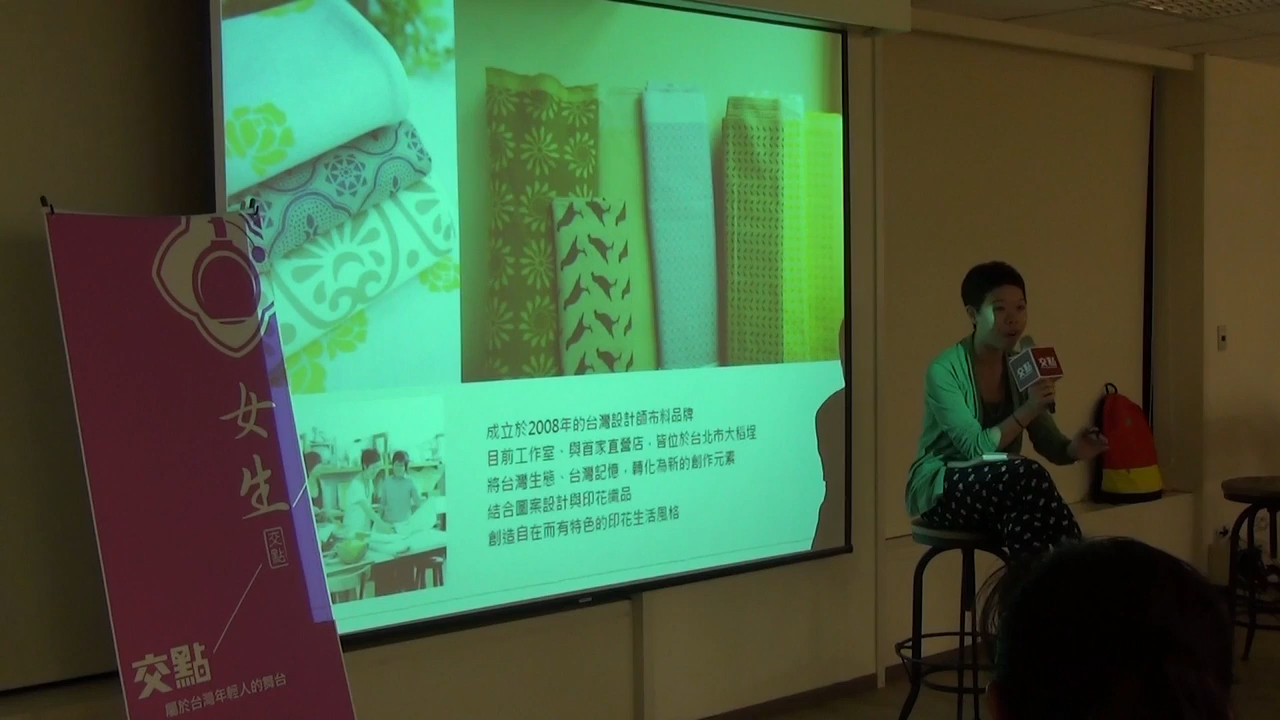 成立於2008年的台灣設計師布料品牌
目前工作室、與首家直營店，皆位於台北市大稻埕
將台灣生態、台灣記憶，轉化為新的創作元素
結合圖案設計與印花織品
創造自在而有特色的印花生活風格
女生
交點
交點
屬於台灣年輕人的舞台
交點
交點